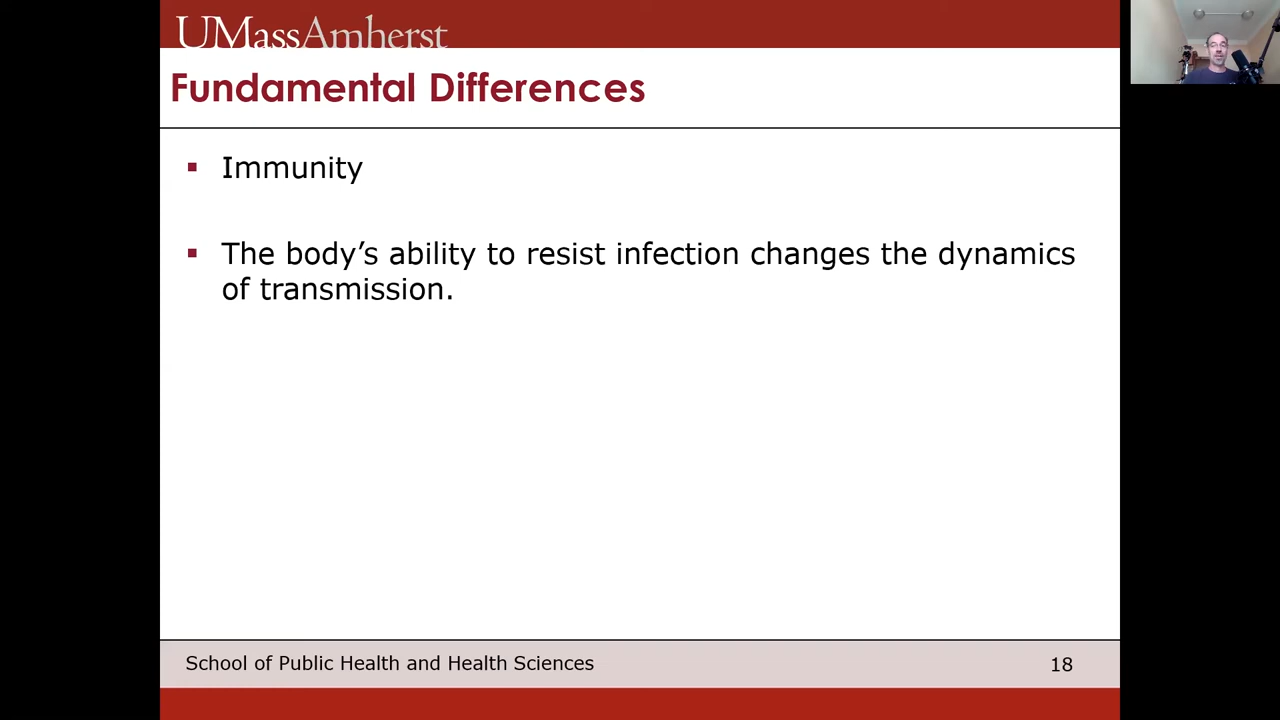 UMassAmherst
Fundamental Differences
▪ Immunity
▪ The body’s ability to resist infection changes the dynamics
of transmission.
School of Public Health and Health Sciences 18